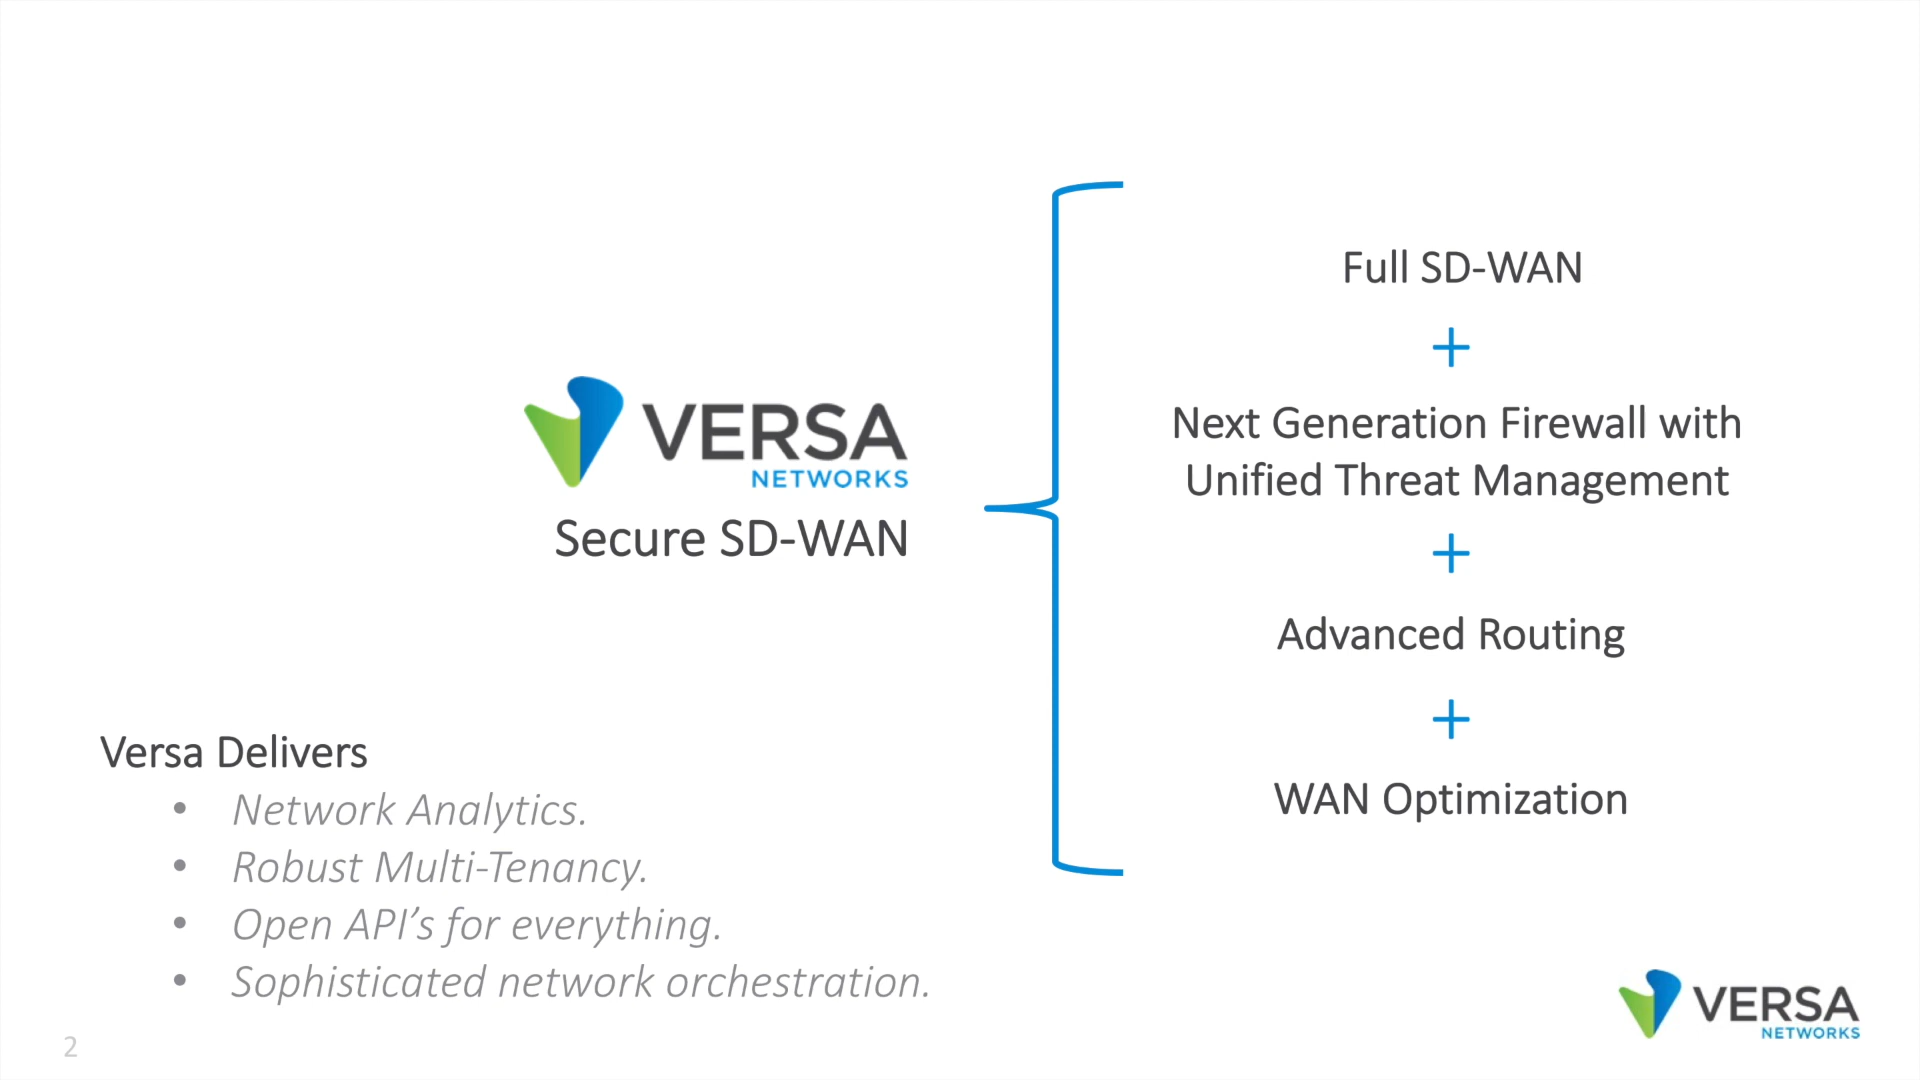 VERSA
NETWORKS
Secure SD-WAN
Full SD-WAN
+
Next Generation Firewall with
Unified Threat Management
+
Advanced Routing
+
WAN Optimization
Versa Delivers
• Network Analytics.
• Robust Multi-Tenancy.
• Open API’s for everything.
• Sophisticated network orchestration.
2
VERSA
NETWORKS